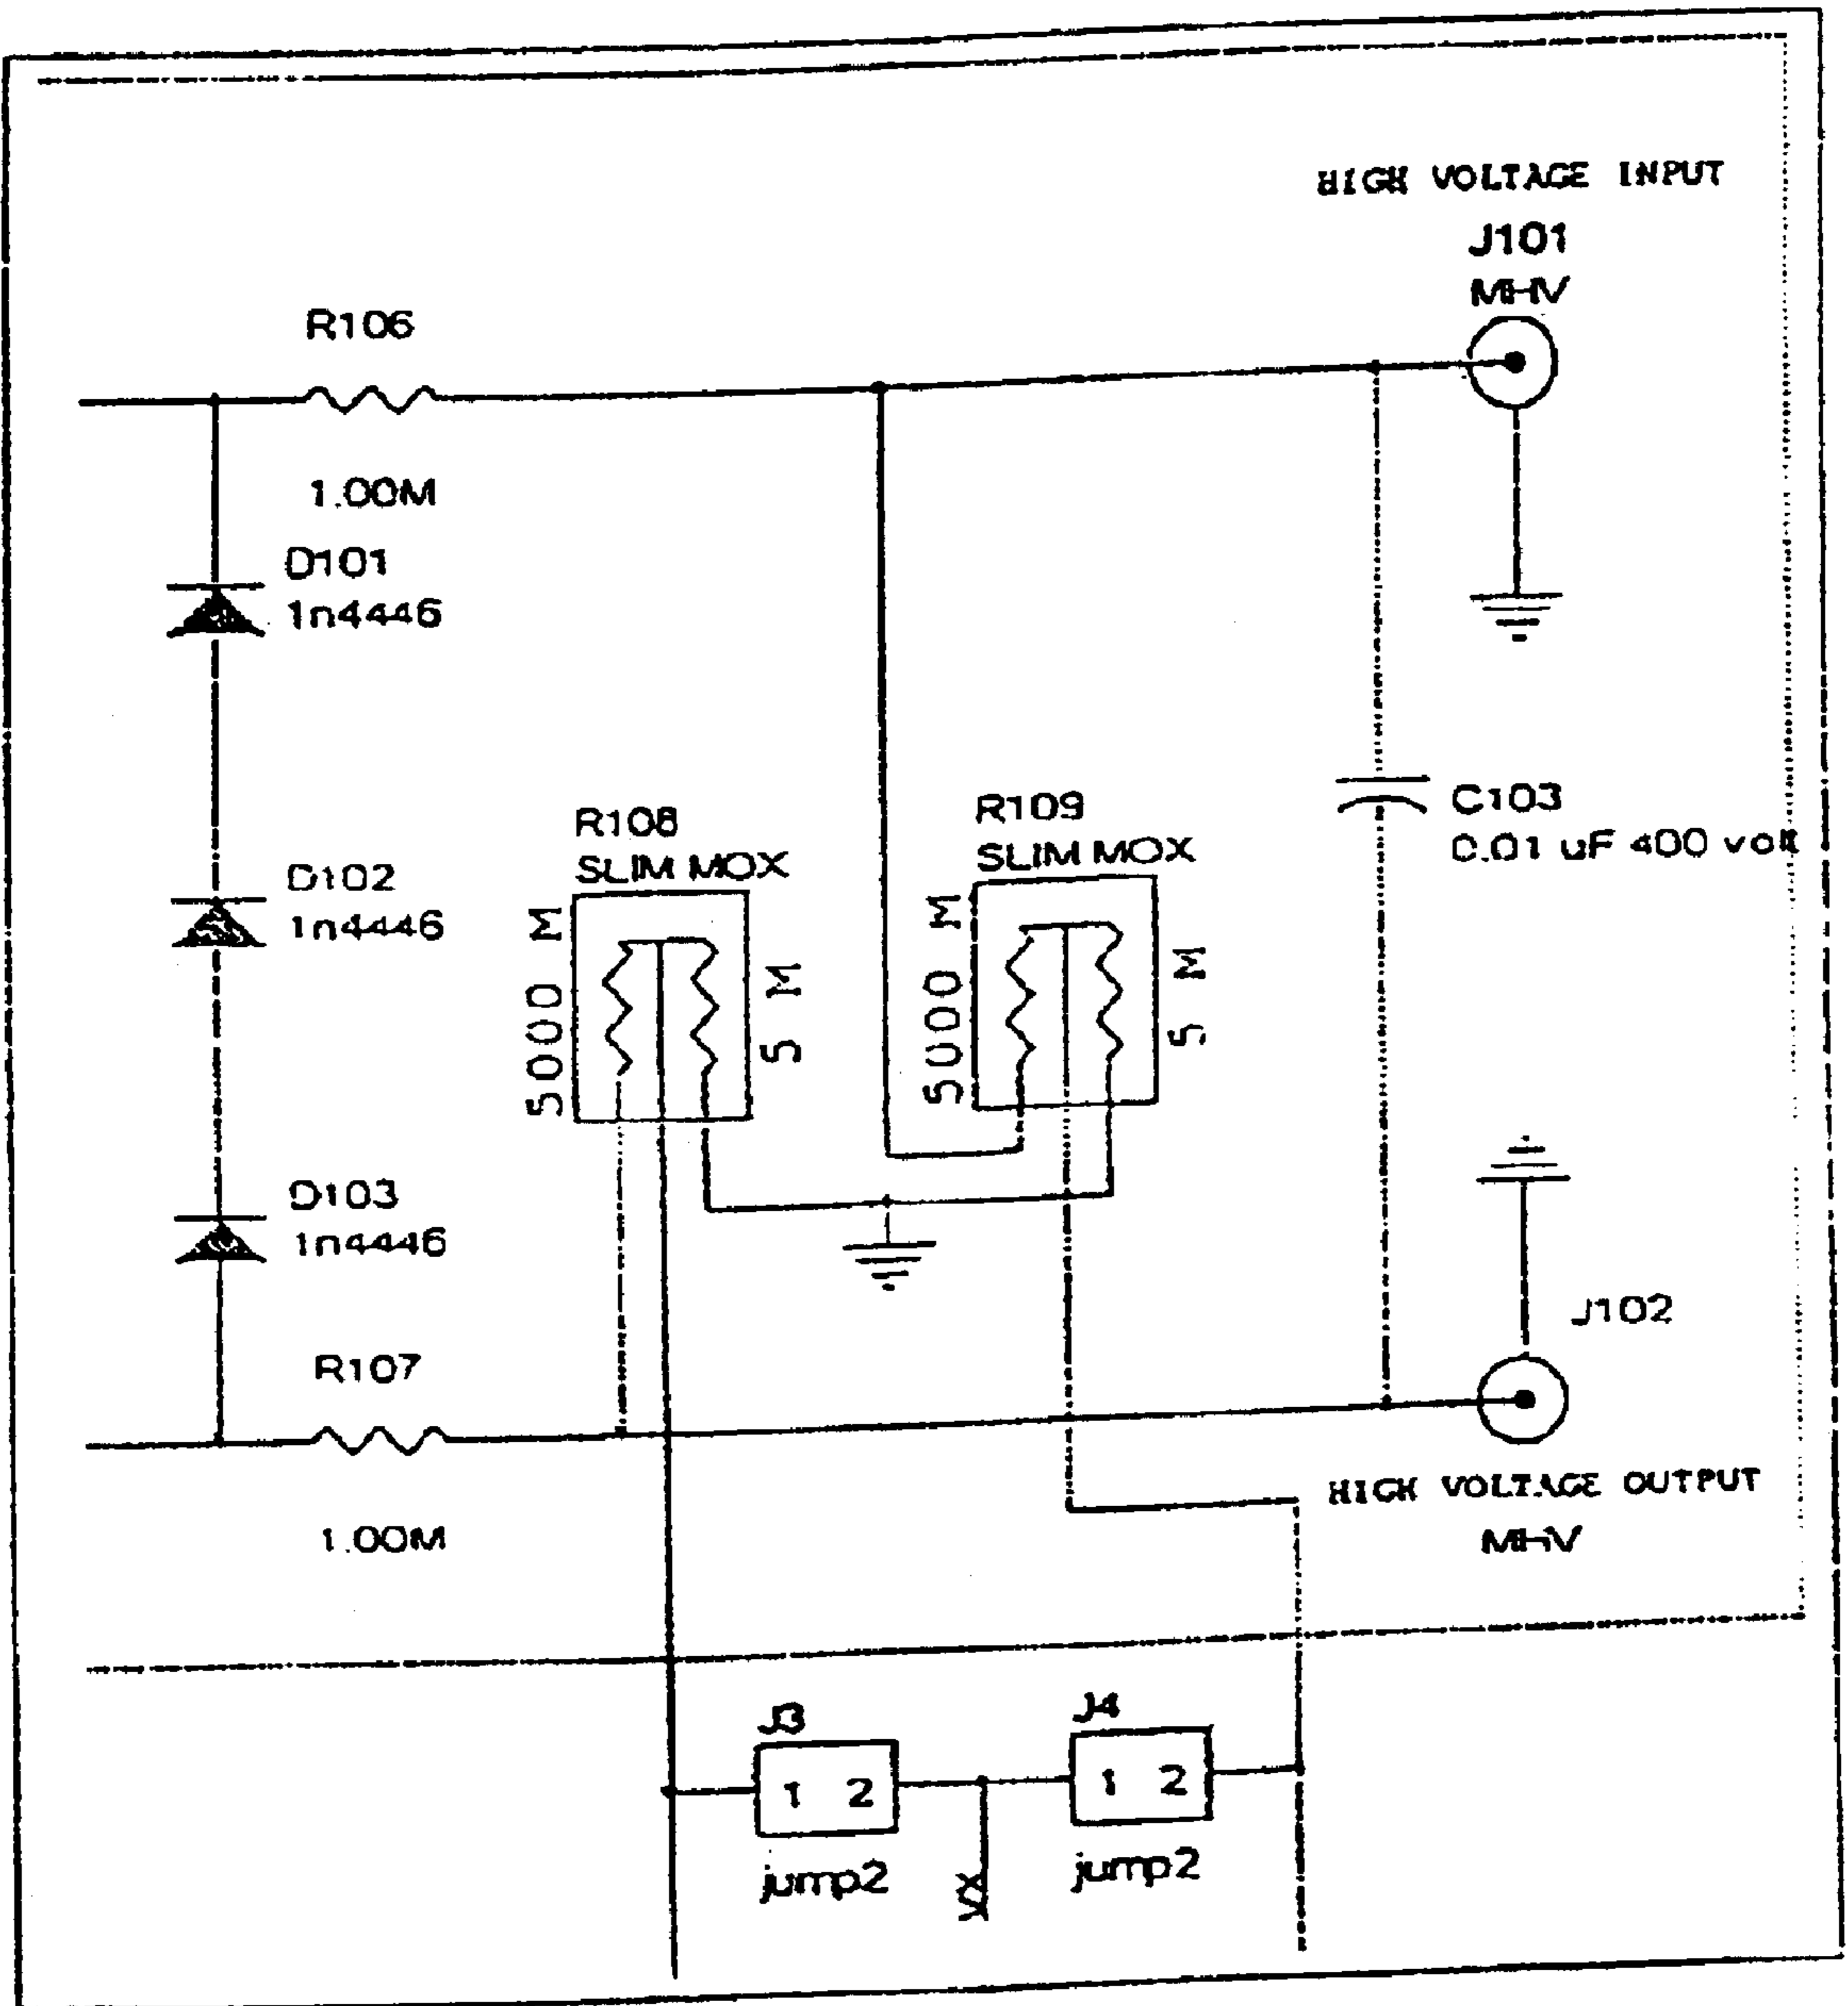 HIGH VOLTAGE INPUT
J101
MHV
R106
1.00M
D101
1n4446
R108
SLIM MOX
5000 M
5 M
R109
SLIM MOX
5000 M
5 M
C103
0.01 uF 400 volt
D102
1n4446
D103
1n4446
J102
R107
1.00M
HIGH VOLTAGE OUTPUT
MHV
J3
1 2
jump2
J4
1 2
jump2